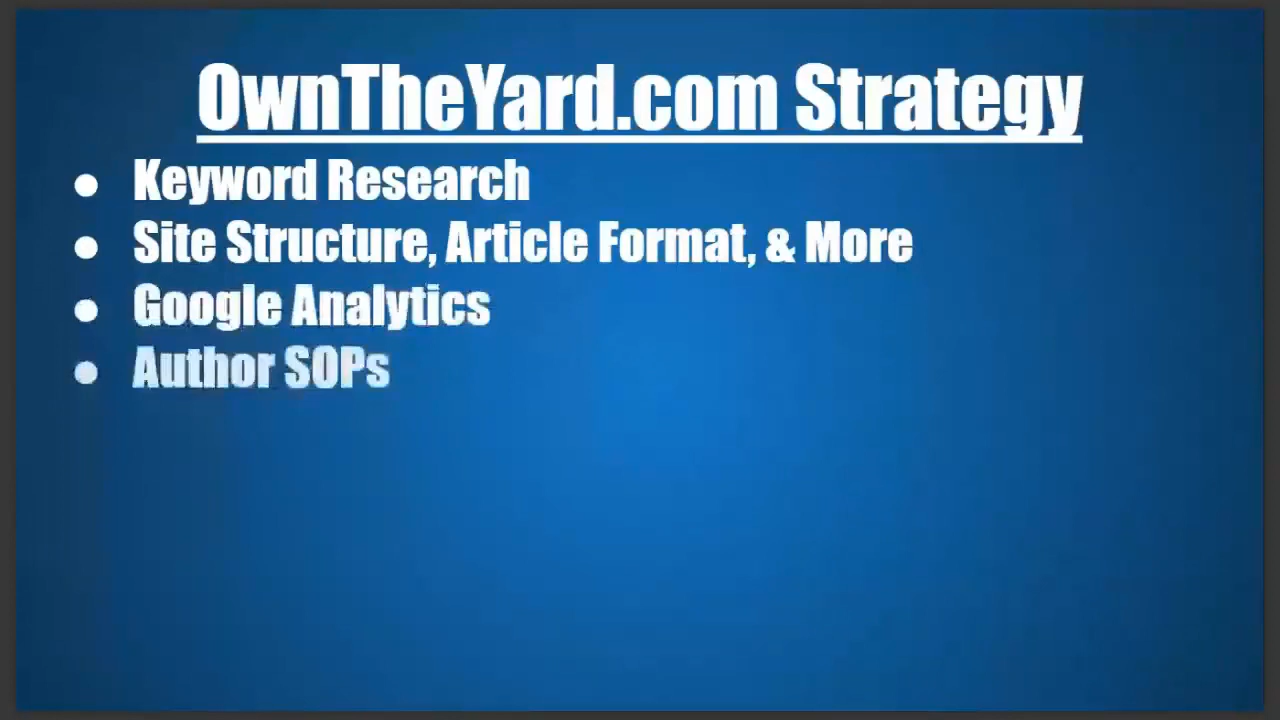 OwnTheYard.com Strategy
● Keyword Research
● Site Structure, Article Format, & More
● Google Analytics
● Author SOPs